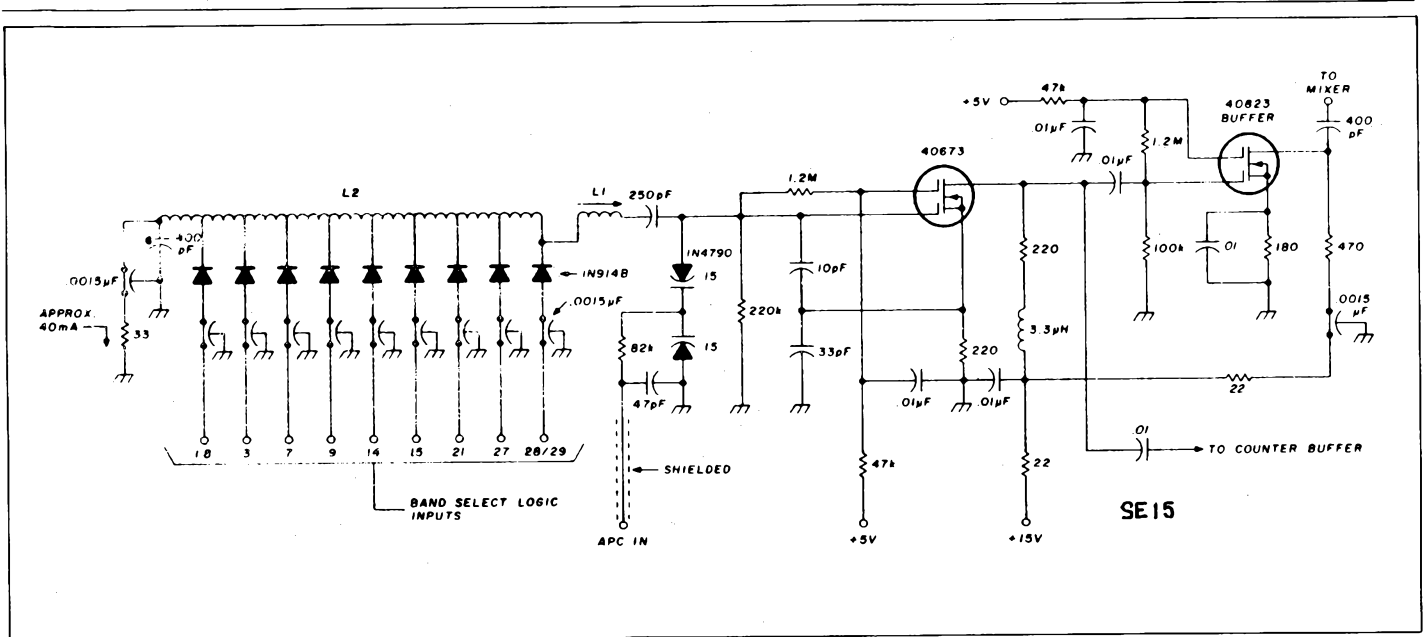 47k
+5V
TO
MIXER
40823
BUFFER
400
pF
.01µF
1.2M
.01µF
40673
L2
L1
250pF
1.2M
400
pF
1N4790
15
1N914B
.0015µF
10pF
220
100k
.01
180
470
.0015µF
APPROX.
40mA
33
220k
3.3µH
.0015
µF
82k
15
33pF
220
47pF
.01µF
.01µF
22
1.8
3
7
9
14
15
21
27
28/29
.01
TO COUNTER BUFFER
SHIELDED
47k
22
BAND SELECT LOGIC
INPUTS
SE15
APC IN
+5V
+15V